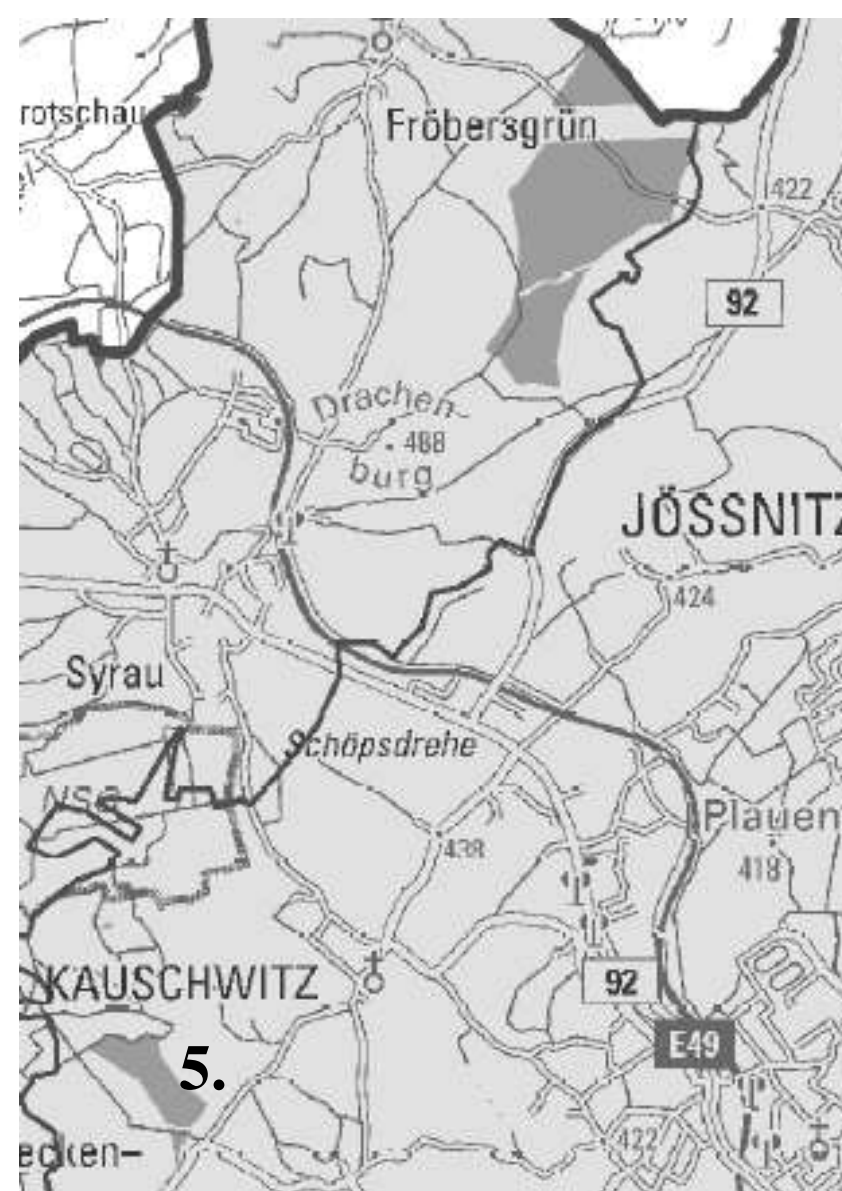 rotschau
Fröbersgrün
422
92
Drachen-
488
burg
JÖSSNITZ
424
Syrau
Schöpsdrehe
NSG
Plauen
438
418
KAUSCHWITZ
92
E49
5.
422
ecken-